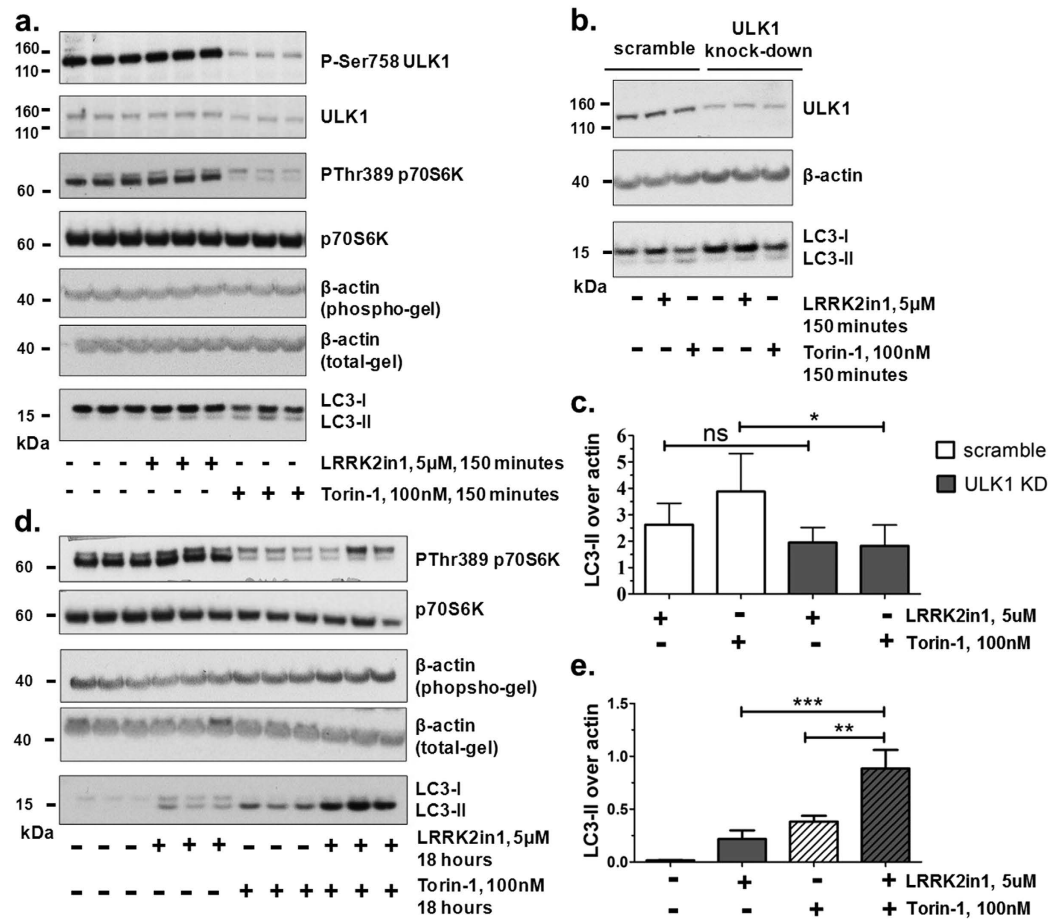 a.
160
110
P-Ser758 ULK1
160
110
ULK1
60
PThr389 p70S6K
60
p70S6K
40
β-actin
(phospho-gel)
40
β-actin
(total-gel)
15
LC3-I
LC3-II
kDa
- - - + + + - - - LRRK2in1, 5µM, 150 minutes
- - - - - - + + + Torin-1, 100nM, 150 minutes
b.
scramble
ULK1
knock-down
160
110
ULK1
40
β-actin
15
LC3-I
LC3-II
kDa
- + - - + - LRRK2in1, 5µM
150 minutes
- - + - - + Torin-1, 100nM
150 minutes
c.
ns
*
LC3-II over actin
6
5
4
3
2
1
0
scramble
ULK1 KD
+ - + - LRRK2in1, 5uM
- + - + Torin-1, 100nM
d.
60
PThr389 p70S6K
60
p70S6K
40
β-actin
(phopsho-gel)
40
β-actin
(total-gel)
15
LC3-I
LC3-II
kDa
- - - + + + - - - + + + LRRK2in1, 5µM
18 hours
- - - - - - + + + + + + Torin-1, 100nM
18 hours
e.
***
**
LC3-II over actin
1.5
1.0
0.5
0.0
- + - + LRRK2in1, 5uM
- - + + Torin-1, 100nM